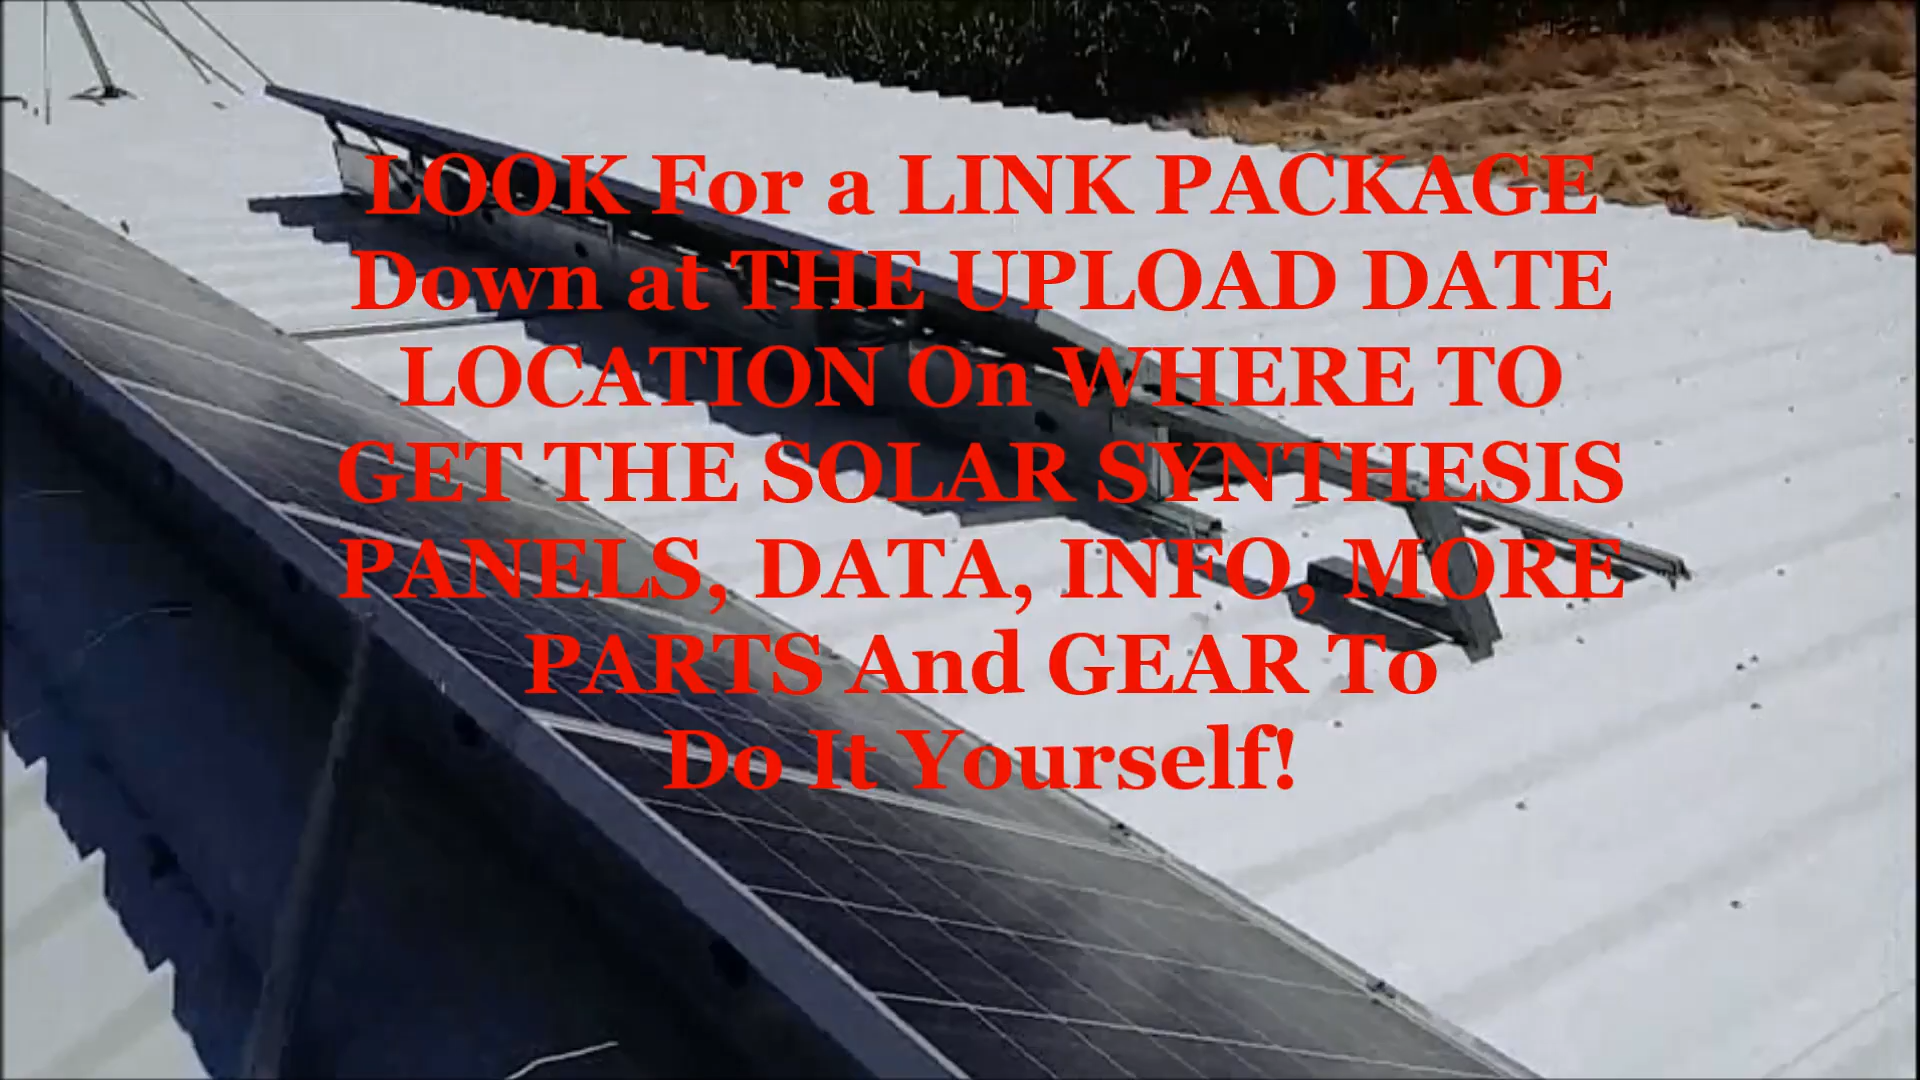 LOOK For a LINK PACKAGE
Down at THE UPLOAD DATE
LOCATION On WHERE TO
GET THE SOLAR SYNTHESIS
PANELS, DATA, INFO, MORE
PARTS And GEAR To
Do It Yourself!